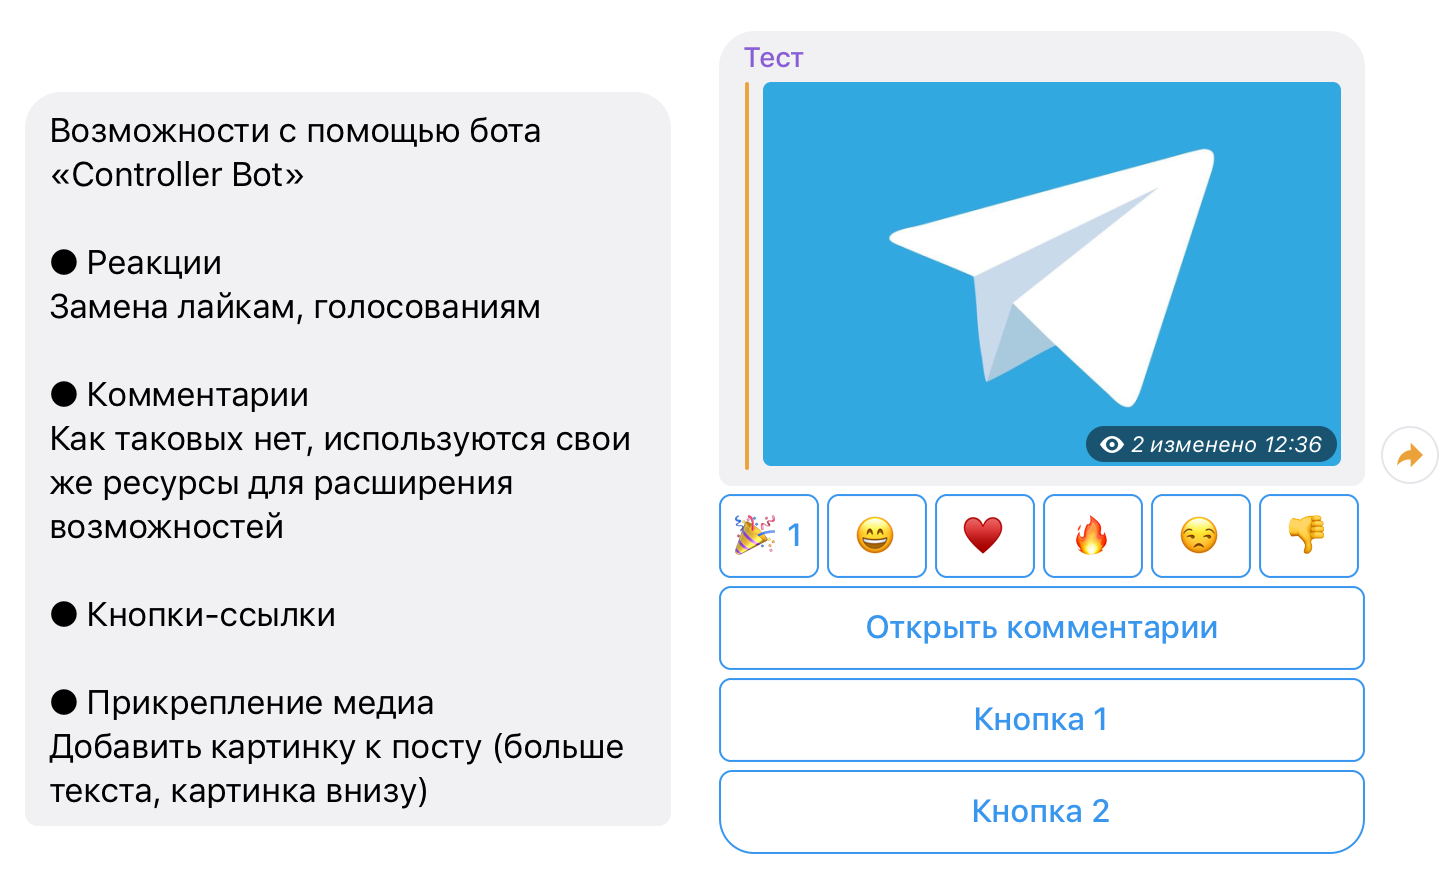 Возможности с помощью бота
«Controller Bot»
● Реакции
Замена лайкам, голосованиям
● Комментарии
Как таковых нет, используются свои
же ресурсы для расширения
возможностей
● Кнопки-ссылки
● Прикрепление медиа
Добавить картинку к посту (больше
текста, картинка внизу)
Тест
2 изменено 12:36
🎉 1 😄 ♥️ 🔥 😒 👎
Открыть комментарии
Кнопка 1
Кнопка 2